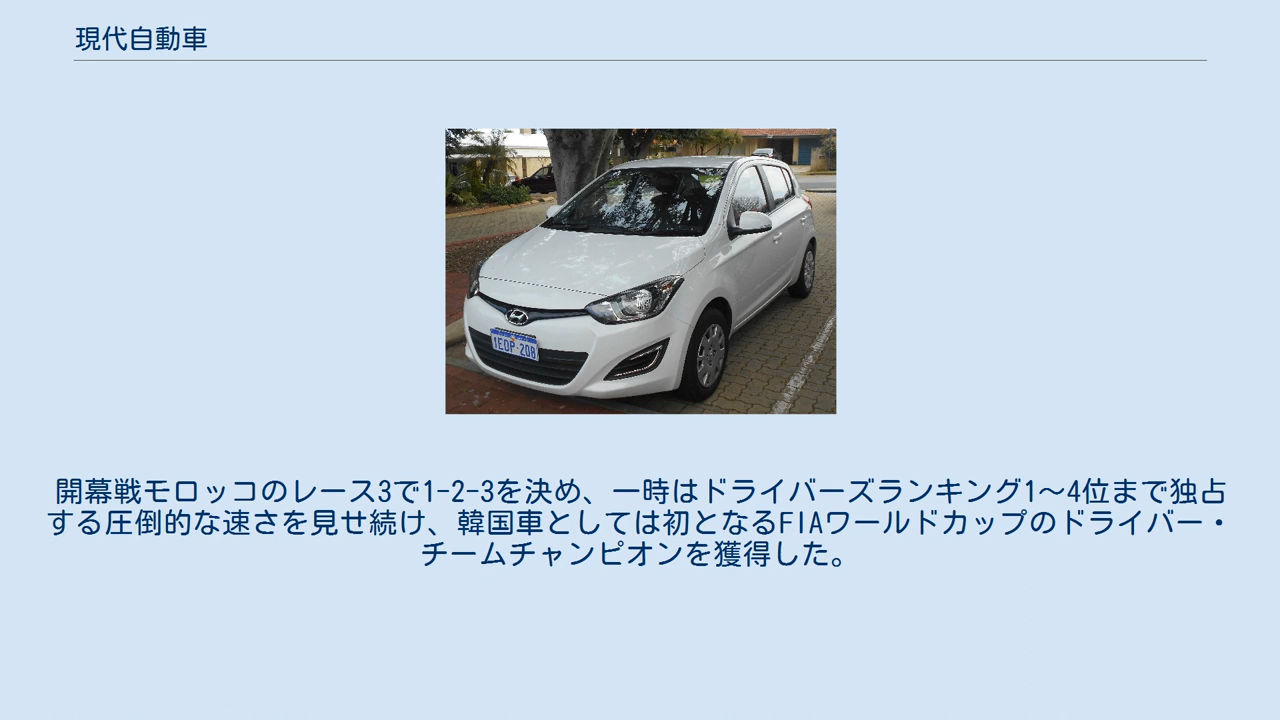 現代自動車
1EOP-208
開幕戦モロッコのレース3で1-2-3を決め、一時はドライバーズランキング1〜4位まで独占
する圧倒的な速さを見せ続け、韓国車としては初となるFIAワールドカップのドライバー・
チームチャンピオンを獲得した。